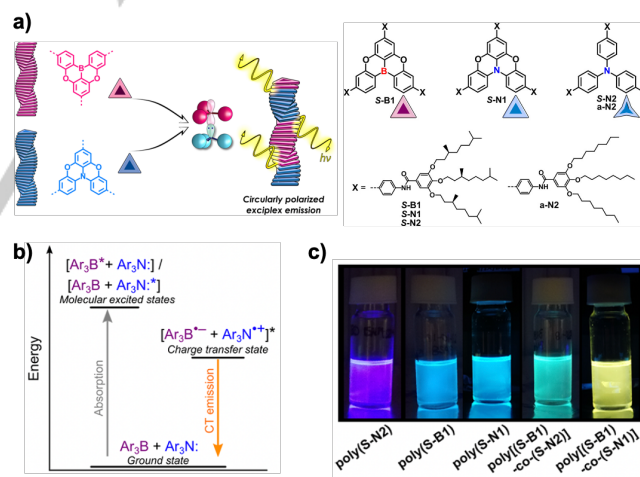 a)
B
O
O
O
N
O
O
hν
Circularly polarized
exciplex emission
X
X
X
O
O
B
X
O
X
S-B1
O
O
N
X
O
X
S-N1
N
X
X
S-N2
a-N2
X =
O
NH
O
O
O
S-B1
S-N1
S-N2
O
NH
O
O
O
a-N2
b)
Energy
[Ar₃B* + Ar₃N:] /
[Ar₃B + Ar₃N:*]
Molecular excited states
[Ar₃B•– + Ar₃N•+]*
Charge transfer state
Absorption
CT emission
Ar₃B + Ar₃N:
Ground state
c)
poly(S-N2)
poly(S-B1)
poly(S-N1)
poly[(S-B1)
-co-(S-N2)]
poly[(S-B1)
-co-(S-N1)]